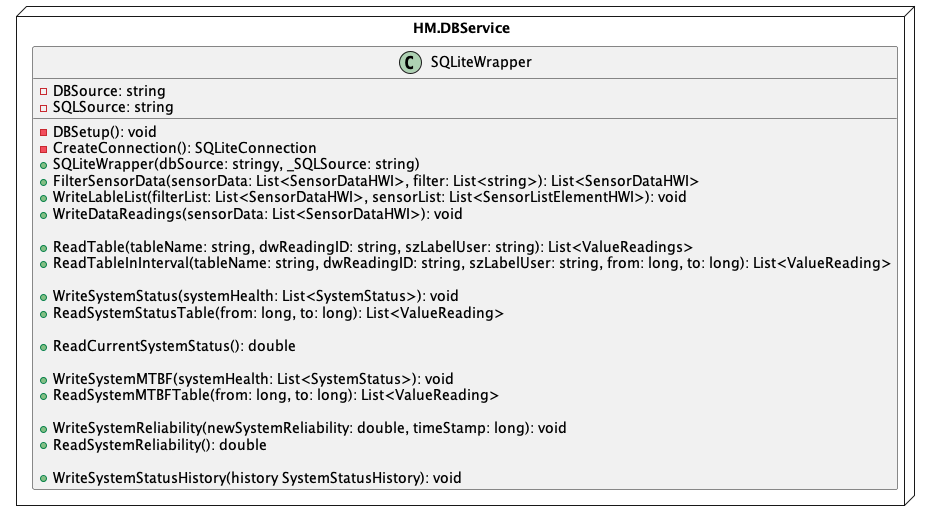 HM.DBService
C SQLiteWrapper
DBSource: string
SQLSource: string
DBSetup(): void
CreateConnection(): SQLiteConnection
SQLiteWrapper(dbSource: stringy, _SQLSource: string)
FilterSensorData(sensorData: List<SensorDataHWI>, filter: List<string>): List<SensorDataHWI>
WriteLableList(filterList: List<SensorDataHWI>, sensorList: List<SensorListElementHWI>): void
WriteDataReadings(sensorData: List<SensorDataHWI>): void
ReadTable(tableName: string, dwReadingID: string, szLabelUser: string): List<ValueReadings>
ReadTableInInterval(tableName: string, dwReadingID: string, szLabelUser: string, from: long, to: long): List<ValueReading>
WriteSystemStatus(systemHealth: List<SystemStatus>): void
ReadSystemStatusTable(from: long, to: long): List<ValueReading>
ReadCurrentSystemStatus(): double
WriteSystemMTBF(systemHealth: List<SystemStatus>): void
ReadSystemMTBFTable(from: long, to: long): List<ValueReading>
WriteSystemReliability(newSystemReliability: double, timeStamp: long): void
ReadSystemReliability(): double
WriteSystemStatusHistory(history SystemStatusHistory): void